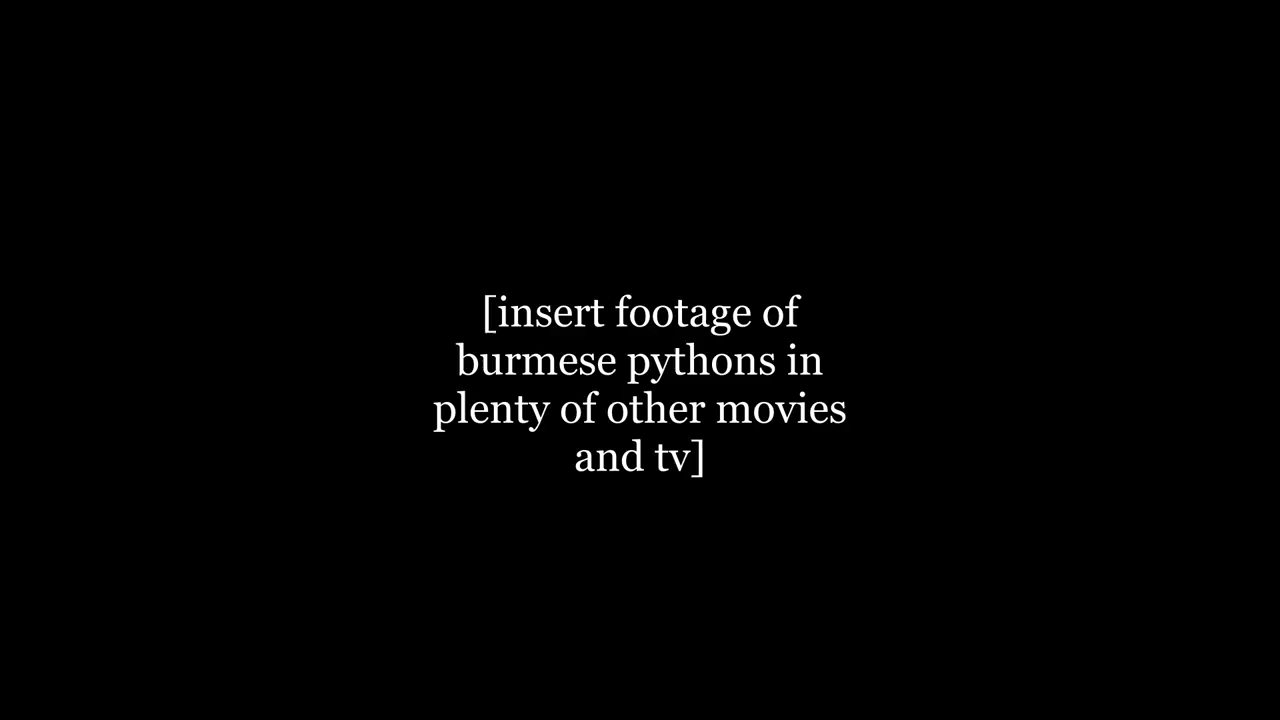 [insert footage of
burmese pythons in
plenty of other movies
and tv]